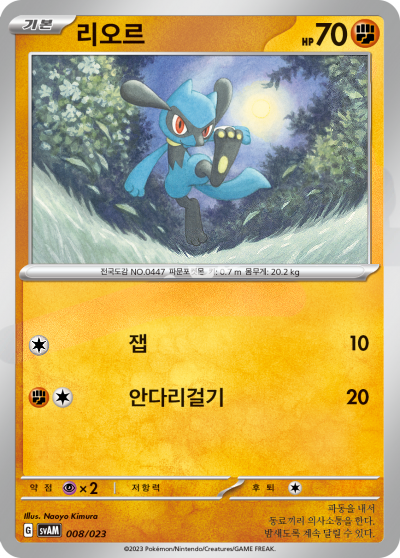 기본 리오르 HP 70
전국도감 NO.0447 파문포켓몬 키: 0.7 m 몸무게: 20.2 kg
잽 10
안다리걸기 20
약점 ×2 저항력 후퇴
Illus. Naoyo Kimura
G svAM 008/023
파동을 내서
동료끼리 의사소통을 한다.
밤새도록 계속 달릴 수 있다.
©2023 Pokémon/Nintendo/Creatures/GAME FREAK.